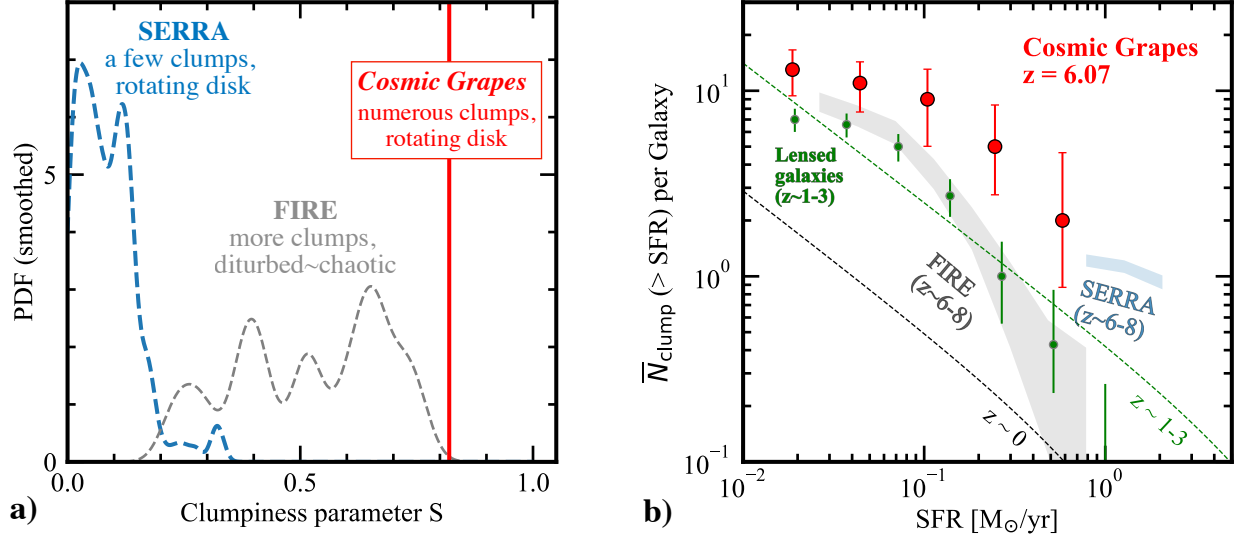 SERRA
a few clumps,
rotating disk
Cosmic Grapes
numerous clumps,
rotating disk
FIRE
more clumps,
diturbed~chaotic
PDF (smoothed)
5
0
0.0
0.5
1.0
Clumpiness parameter S
a)
Cosmic Grapes
z = 6.07
Lensed
galaxies
(z~1-3)
FIRE
(z~6-8)
SERRA
(z~6-8)
z ~ 0
z ~ 1-3
N̅clump (> SFR) per Galaxy
10¹
10⁰
10⁻¹
10⁻²
10⁻¹
10⁰
SFR [M☉/yr]
b)